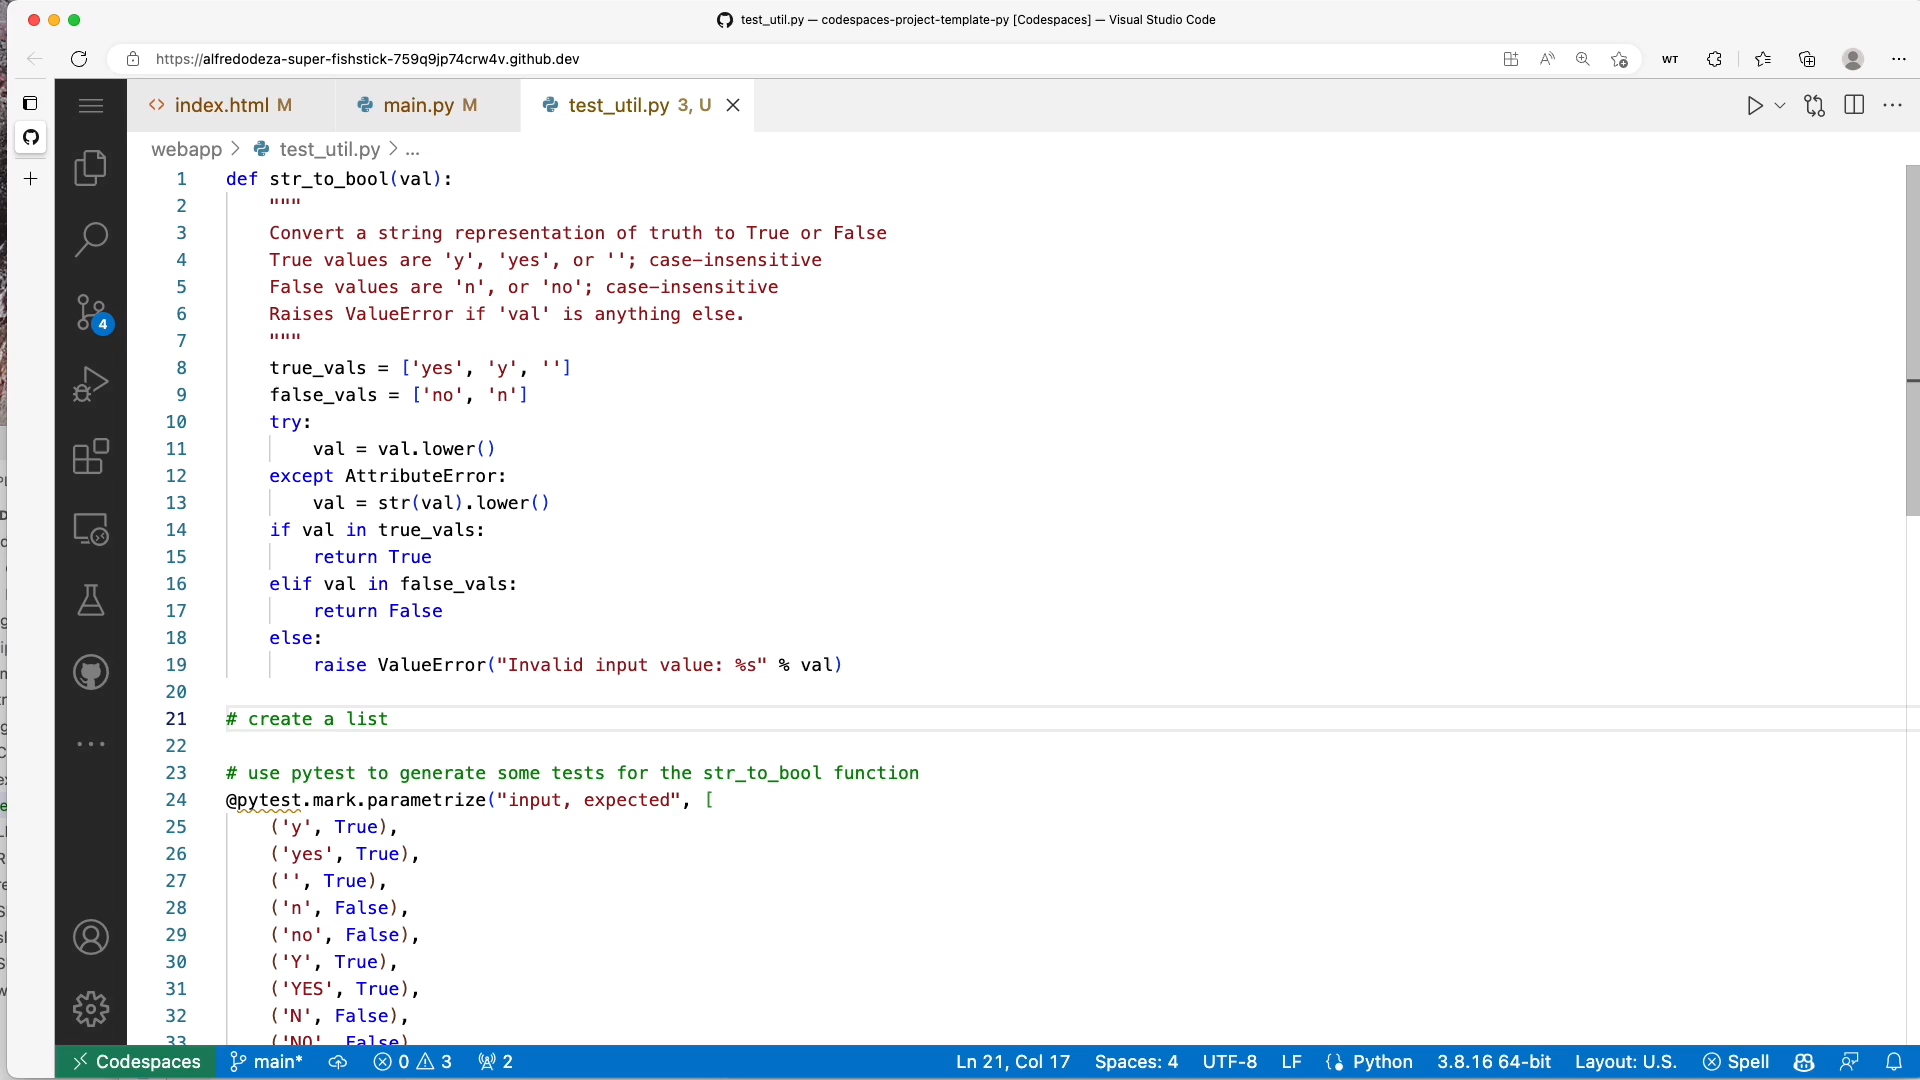 test_util.py — codespaces-project-template-py [Codespaces] — Visual Studio Code
https://alfredodeza-super-fishstick-759q9jp74crw4v.github.dev
WT
index.html M
main.py M
test_util.py 3, U
webapp > test_util.py > ...
1 def str_to_bool(val):
2 """
3 Convert a string representation of truth to True or False
4 True values are 'y', 'yes', or ''; case-insensitive
5 False values are 'n', or 'no'; case-insensitive
6 Raises ValueError if 'val' is anything else.
7 """
8 true_vals = ['yes', 'y', '']
9 false_vals = ['no', 'n']
10 try:
11 val = val.lower()
12 except AttributeError:
13 val = str(val).lower()
14 if val in true_vals:
15 return True
16 elif val in false_vals:
17 return False
18 else:
19 raise ValueError("Invalid input value: %s" % val)
20
21 # create a list
22
23 # use pytest to generate some tests for the str_to_bool function
24 @pytest.mark.parametrize("input, expected", [
25 ('y', True),
26 ('yes', True),
27 ('', True),
28 ('n', False),
29 ('no', False),
30 ('Y', True),
31 ('YES', True),
32 ('N', False),
33 ('NO', False)
4
Codespaces main* 0 3 2 Ln 21, Col 17 Spaces: 4 UTF-8 LF Python 3.8.16 64-bit Layout: U.S. Spell